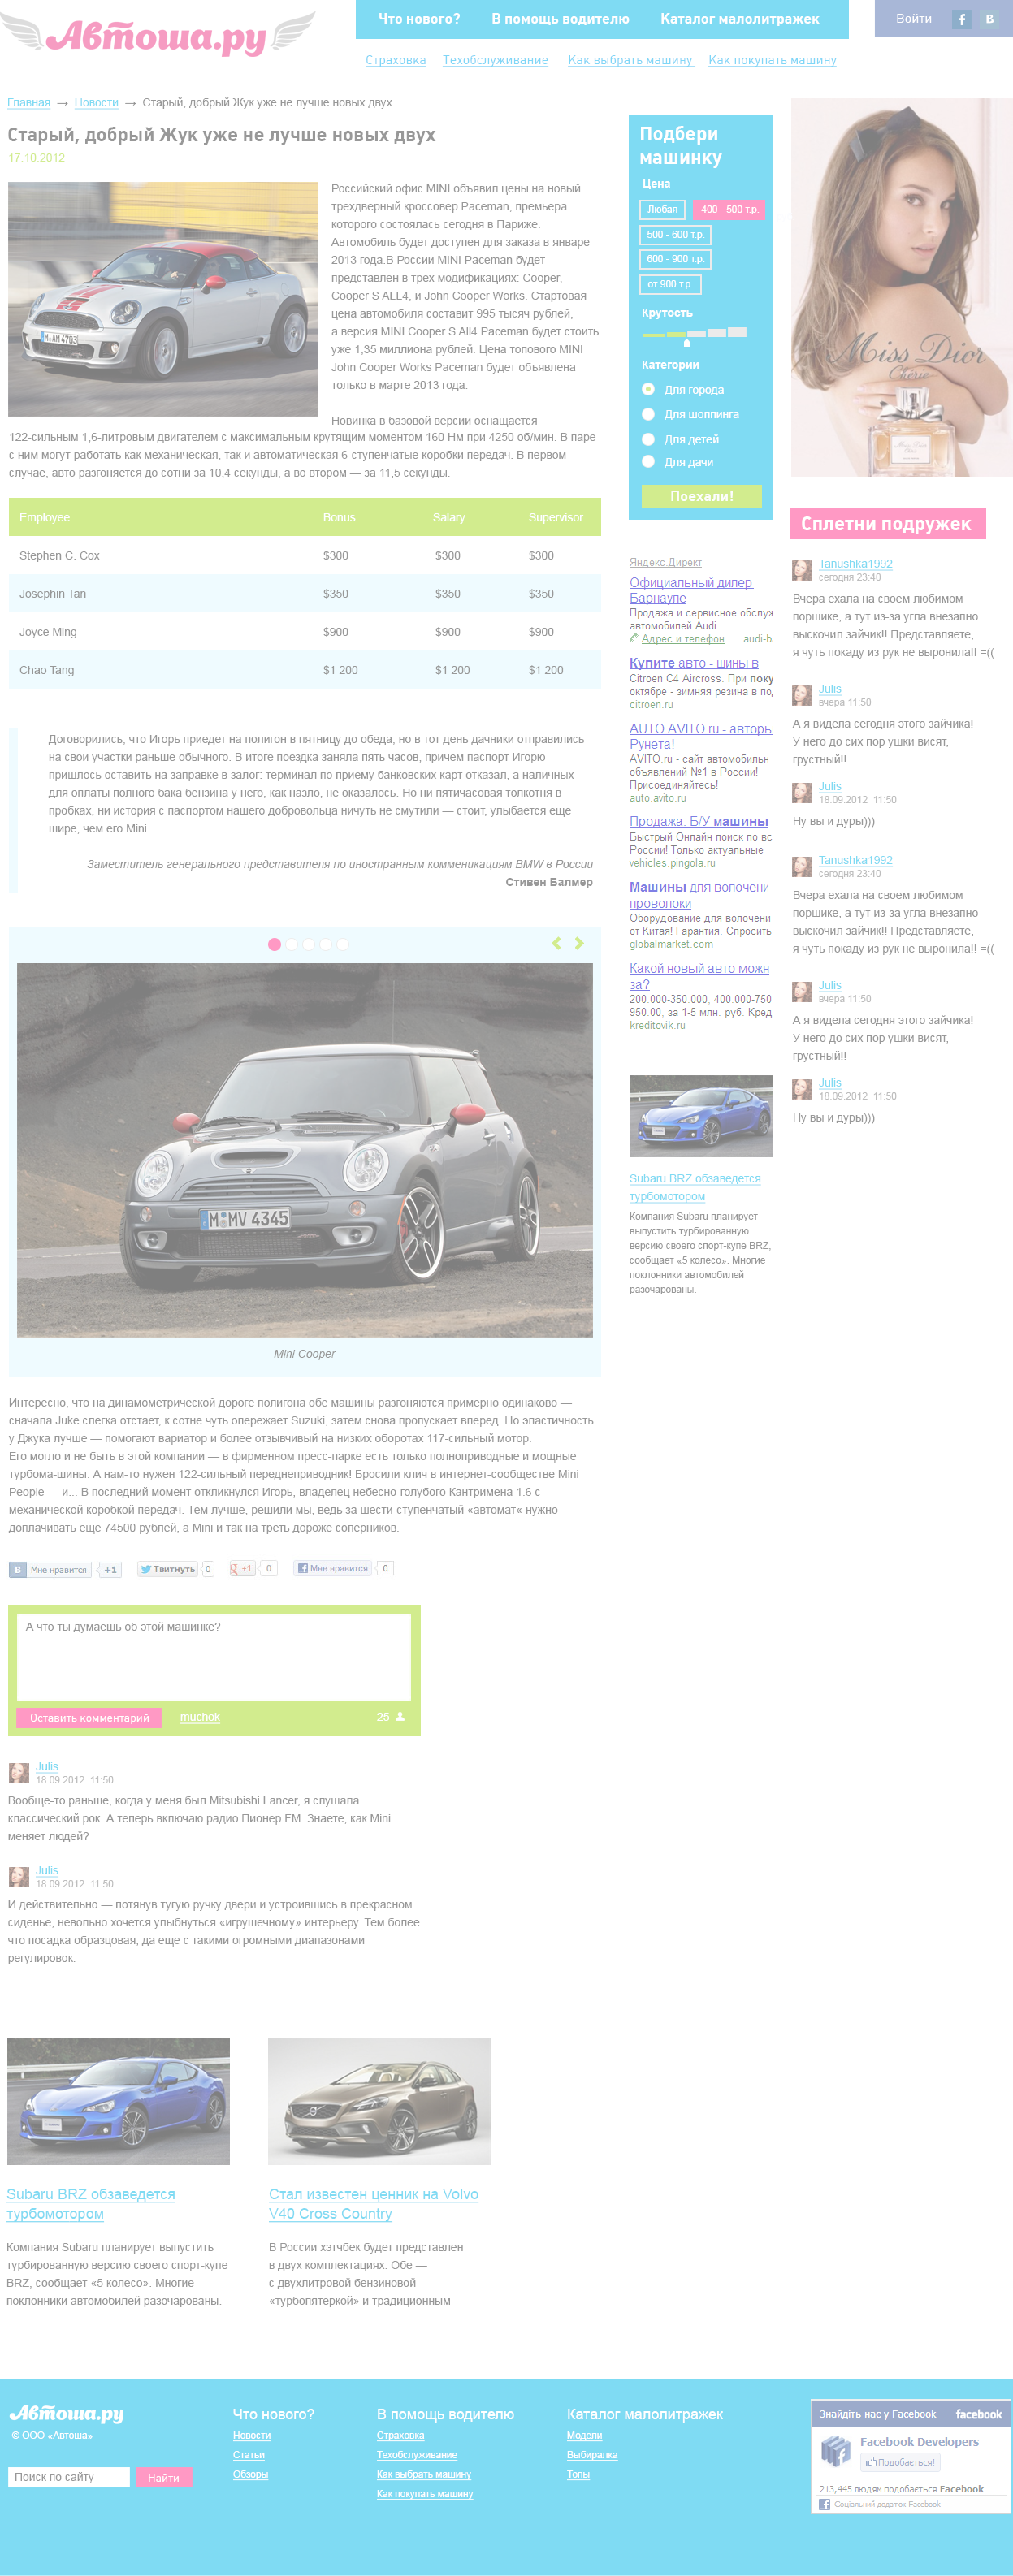 Автоша.ру
Что нового? В помощь водителю Каталог малолитражек
Войти
Страховка Техобслуживание Как выбрать машину Как покупать машину
Главная → Новости → Старый, добрый Жук уже не лучше новых двух
Старый, добрый Жук уже не лучше новых двух
17.10.2012
Российский офис MINI объявил цены на новый
трехдверный кроссовер Paceman, премьера
которого состоялась сегодня в Париже.
Автомобиль будет доступен для заказа в январе
2013 года.В России MINI Paceman будет
представлен в трех модификациях: Cooper,
Cooper S ALL4, и John Cooper Works. Стартовая
цена автомобиля составит 995 тысяч рублей,
а версия MINI Cooper S All4 Paceman будет стоить
уже 1,35 миллиона рублей. Цена топового MINI
John Cooper Works Paceman будет объявлена
только в марте 2013 года.
Новинка в базовой версии оснащается
122-сильным 1,6-литровым двигателем с максимальным крутящим моментом 160 Нм при 4250 об/мин. В паре
с ним могут работать как механическая, так и автоматическая 6-ступенчатые коробки передач. В первом
случае, авто разгоняется до сотни за 10,4 секунды, а во втором — за 11,5 секунды.
M:AM 4703
Employee Bonus Salary Supervisor
Stephen C. Cox $300 $300 $300
Josephin Tan $350 $350 $350
Joyce Ming $900 $900 $900
Chao Tang $1 200 $1 200 $1 200
Договорились, что Игорь приедет на полигон в пятницу до обеда, но в тот день дачники отправились
на свои участки раньше обычного. В итоге поездка заняла пять часов, причем паспорт Игорю
пришлось оставить на заправке в залог: терминал по приему банковских карт отказал, а наличных
для оплаты полного бака бензина у него, как назло, не оказалось. Но ни пятичасовая толкотня в
пробках, ни история с паспортом нашего добровольца ничуть не смутили — стоит, улыбается еще
шире, чем его Mini.
Заместитель генерального представителя по иностранным комменикациям BMW в России
Стивен Балмер
M MV 4345
Mini Cooper
Интересно, что на динамометрической дороге полигона обе машины разгоняются примерно одинаково —
сначала Juke слегка отстает, к сотне чуть опережает Suzuki, затем снова пропускает вперед. Но эластичность
у Джука лучше — помогают вариатор и более отзывчивый на низких оборотах 117-сильный мотор.
Его могло и не быть в этой компании — в фирменном пресс-парке есть только полноприводные и мощные
турбома-шины. А нам-то нужен 122-сильный переднеприводник! Бросили клич в интернет-сообществе Mini
People — и... В последний момент откликнулся Игорь, владелец небесно-голубого Кантримена 1.6 с
механической коробкой передач. Тем лучше, решили мы, ведь за шести-ступенчатый «автомат« нужно
доплачивать еще 74500 рублей, а Mini и так на треть дороже соперников.
В Мне нравится +1 Твитнуть 0 g +1 0 f Мне нравится 0
А что ты думаешь об этой машинке?
Оставить комментарий muchok 25
Julis
18.09.2012 11:50
Вообще-то раньше, когда у меня был Mitsubishi Lancer, я слушала
классический рок. А теперь включаю радио Пионер FM. Знаете, как Mini
меняет людей?
Julis
18.09.2012 11:50
И действительно — потянув тугую ручку двери и устроившись в прекрасном
сиденье, невольно хочется улыбнуться «игрушечному» интерьеру. Тем более
что посадка образцовая, да еще с такими огромными диапазонами
регулировок.
Subaru BRZ обзаведется
турбомотором
Компания Subaru планирует выпустить
турбированную версию своего спорт-купе
BRZ, сообщает «5 колесо». Многие
поклонники автомобилей разочарованы.
Стал известен ценник на Volvo
V40 Cross Country
В России хэтчбек будет представлен
в двух комплектациях. Обе —
с двухлитровой бензиновой
«турбопятеркой» и традиционным
Подбери
машинку
Цена
Любая 400 - 500 т.р.
500 - 600 т.р.
600 - 900 т.р.
от 900 т.р.
Крутость
Категории
Для города
Для шоппинга
Для детей
Для дачи
Поехали!
Яндекс.Директ
Официальный дилер
Барнауле
Продажа и сервисное обслуж
автомобилей Audi
Адрес и телефон audi-ba
Купите авто - шины в
Citroen C4 Aircross. При поку
октябре - зимняя резина в под
citroen.ru
AUTO.AVITO.ru - авторы
Рунета!
AVITO.ru - сайт автомобильн
объявлений №1 в России!
Присоединяйтесь!
auto.avito.ru
Продажа. Б/У машины
Быстрый Онлайн поиск по вс
России! Только актуальные
vehicles.pingola.ru
Машины для волочени
проволоки
Оборудование для волочени
от Китая! Гарантия. Спросить
globalmarket.com
Какой новый авто можн
за?
200.000-350.000, 400.000-750.
950.00, за 1-5 млн. руб. Кред
kreditovik.ru
Subaru BRZ обзаведется
турбомотором
Компания Subaru планирует
выпустить турбированную
версию своего спорт-купе BRZ,
сообщает «5 колесо». Многие
поклонники автомобилей
разочарованы.
Miss Dior
Chérie
Сплетни подружек
Tanushka1992
сегодня 23:40
Вчера ехала на своем любимом
поршике, а тут из-за угла внезапно
выскочил зайчик!! Представляете,
я чуть покаду из рук не выронила!! =((
Julis
вчера 11:50
А я видела сегодня этого зайчика!
У него до сих пор ушки висят,
грустный!!
Julis
18.09.2012 11:50
Ну вы и дуры)))
Tanushka1992
сегодня 23:40
Вчера ехала на своем любимом
поршике, а тут из-за угла внезапно
выскочил зайчик!! Представляете,
я чуть покаду из рук не выронила!! =((
Julis
вчера 11:50
А я видела сегодня этого зайчика!
У него до сих пор ушки висят,
грустный!!
Julis
18.09.2012 11:50
Ну вы и дуры)))
Автоша.ру
© ООО «Автоша»
Поиск по сайту Найти
Что нового?
Новости
Статьи
Обзоры
В помощь водителю
Страховка
Техобслуживание
Как выбрать машину
Как покупать машину
Каталог малолитражек
Модели
Выбиралка
Топы
Знайдіть нас у Facebook facebook
Facebook Developers
Подобається!
213,445 людям подобається Facebook
Соціальний додаток Facebook